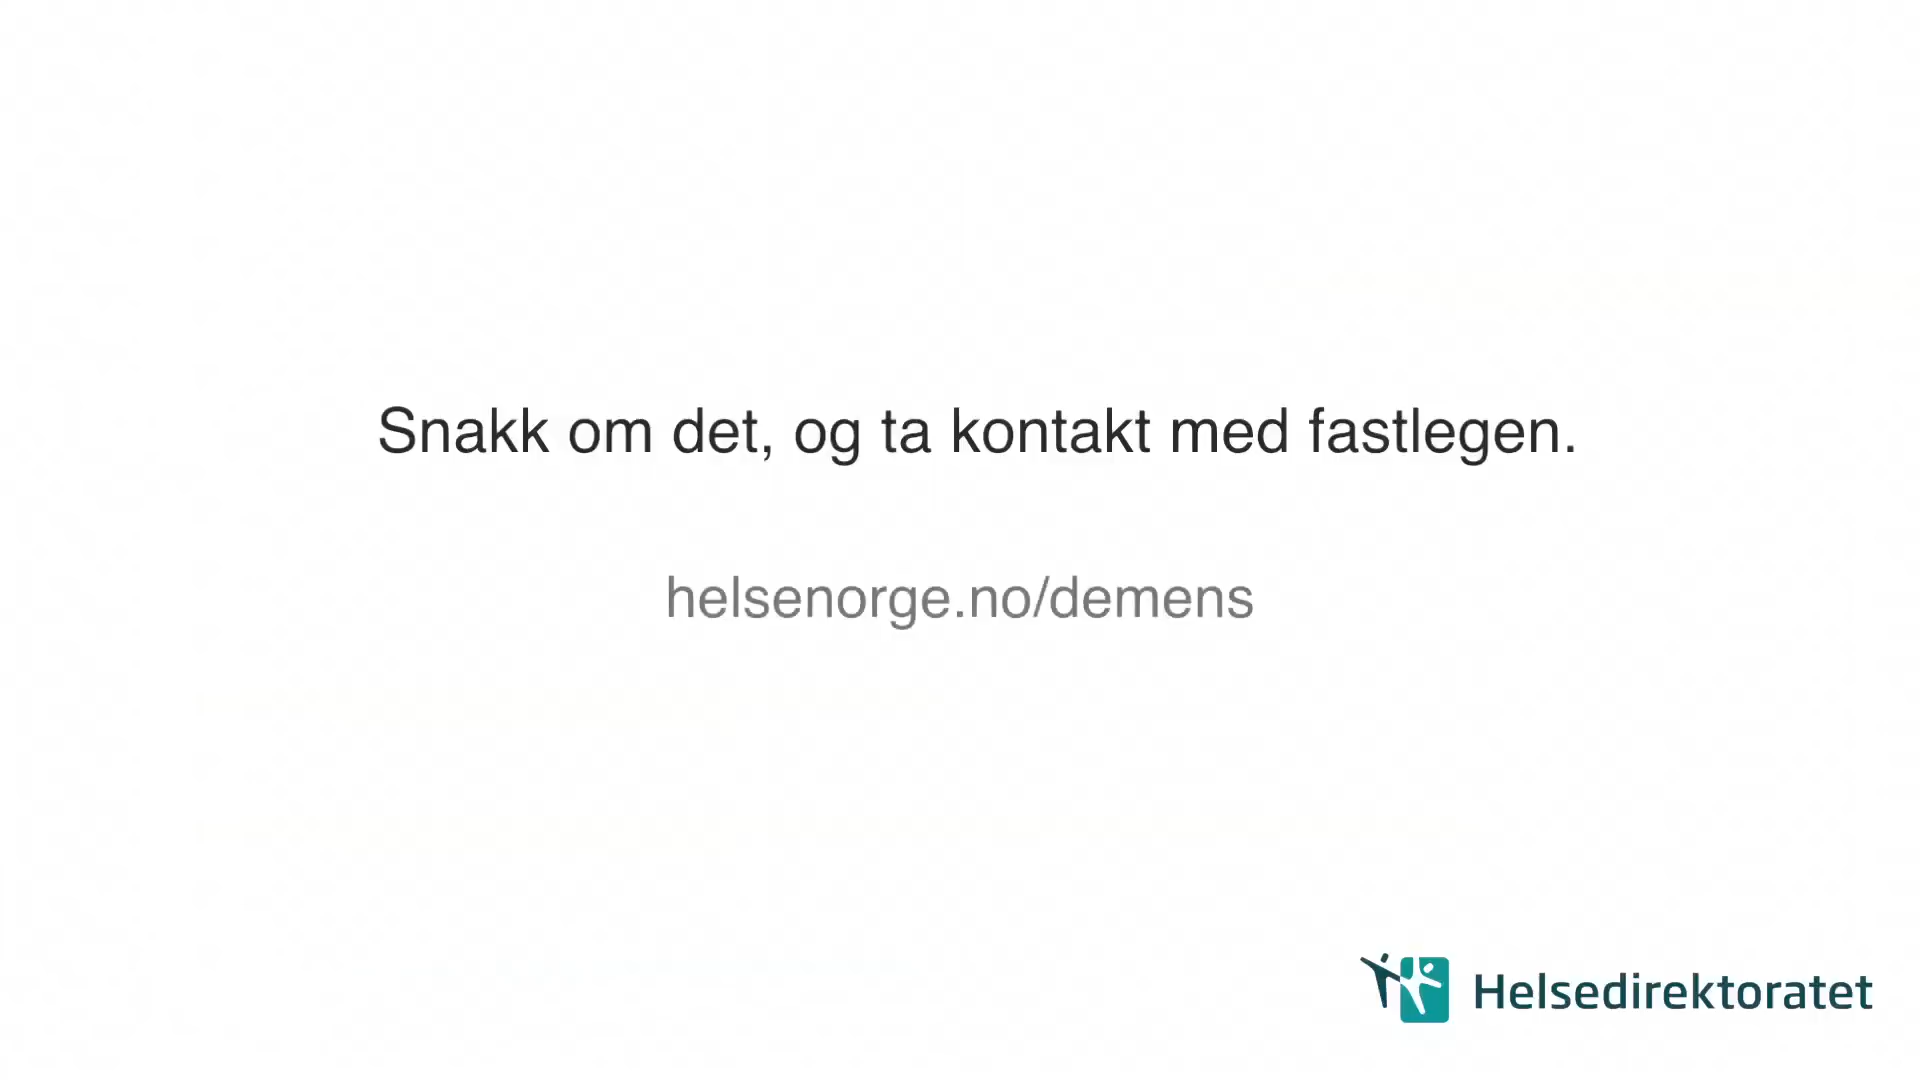 Snakk om det, og ta kontakt med fastlegen.
helsenorge.no/demens
Helsedirektoratet